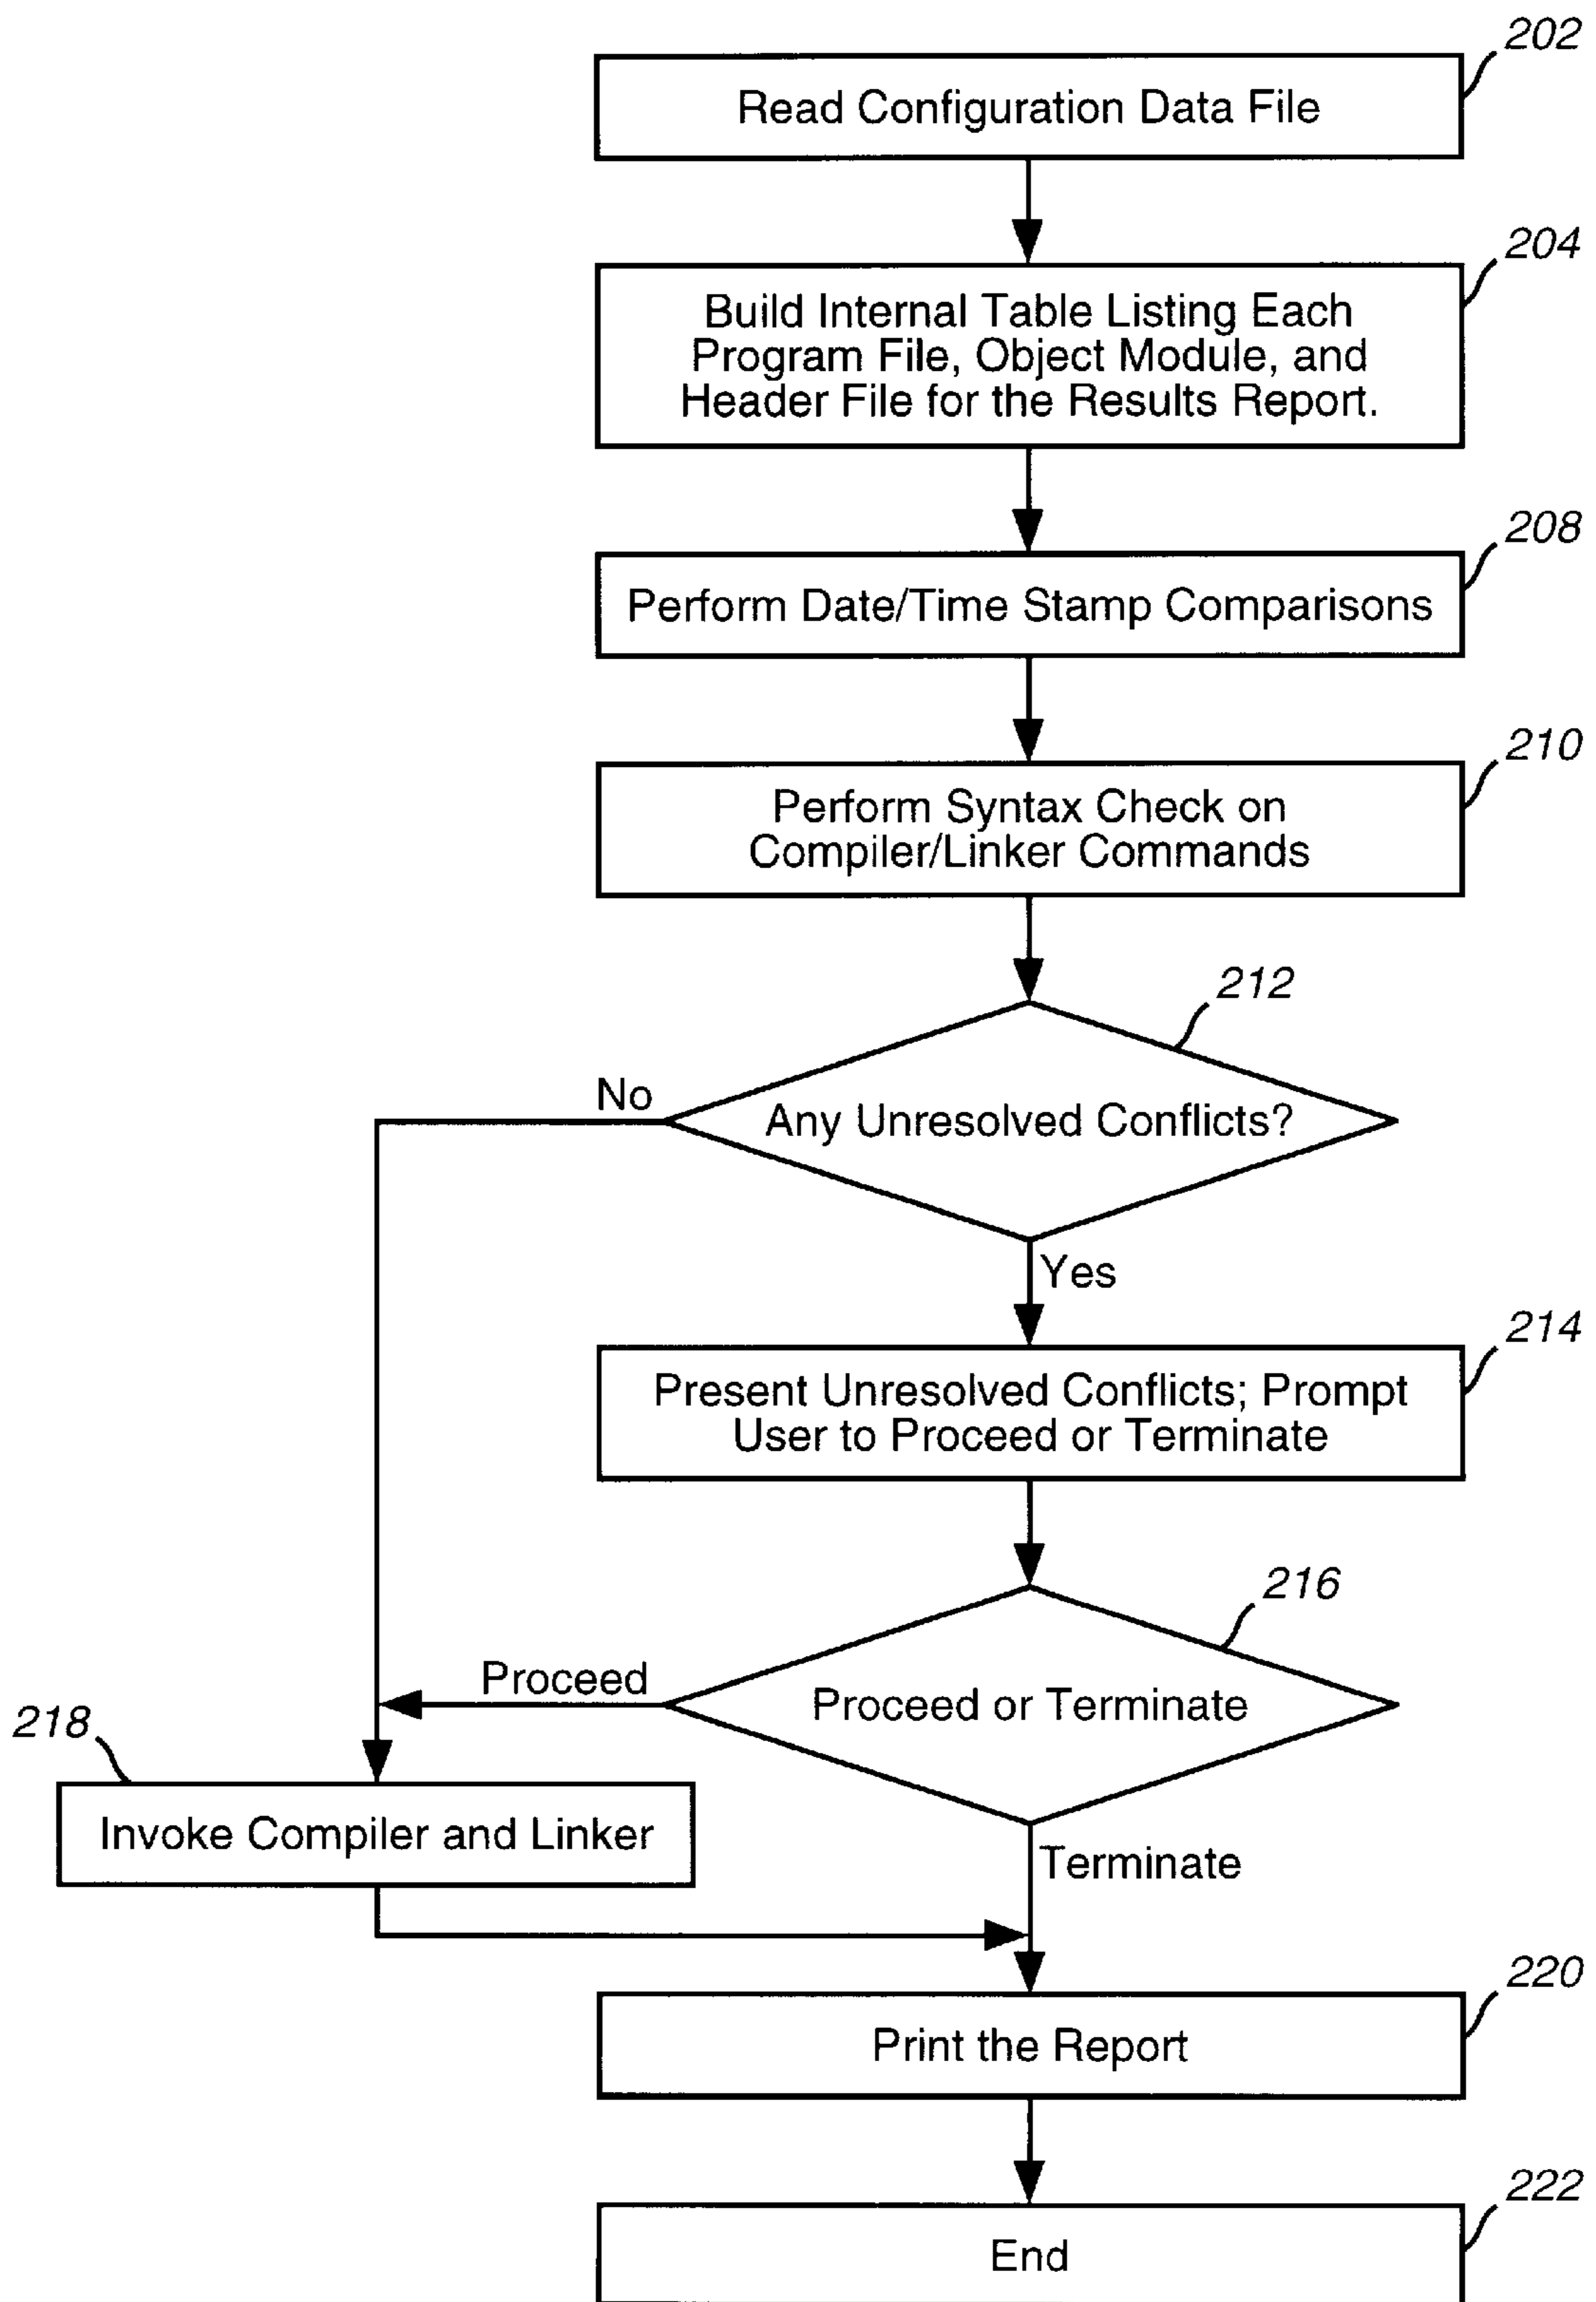 202
Read Configuration Data File
204
Build Internal Table Listing Each
Program File, Object Module, and
Header File for the Results Report.
208
Perform Date/Time Stamp Comparisons
210
Perform Syntax Check on
Compiler/Linker Commands
212
No
Any Unresolved Conflicts?
Yes
214
Present Unresolved Conflicts; Prompt
User to Proceed or Terminate
216
Proceed
Proceed or Terminate
218
Invoke Compiler and Linker
Terminate
220
Print the Report
222
End